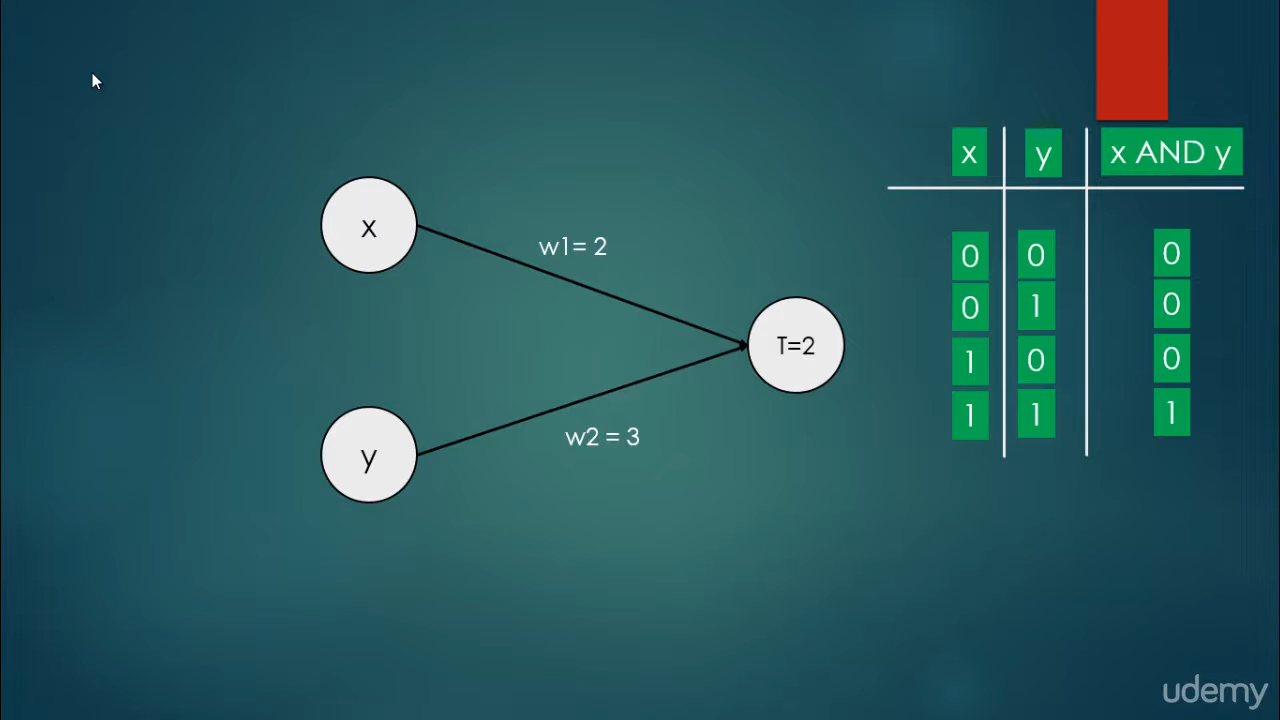 x y x AND y
x
w1= 2
0 0 0
0 1 0
T=2
1 0 0
1 1 1
w2 = 3
y
udemy